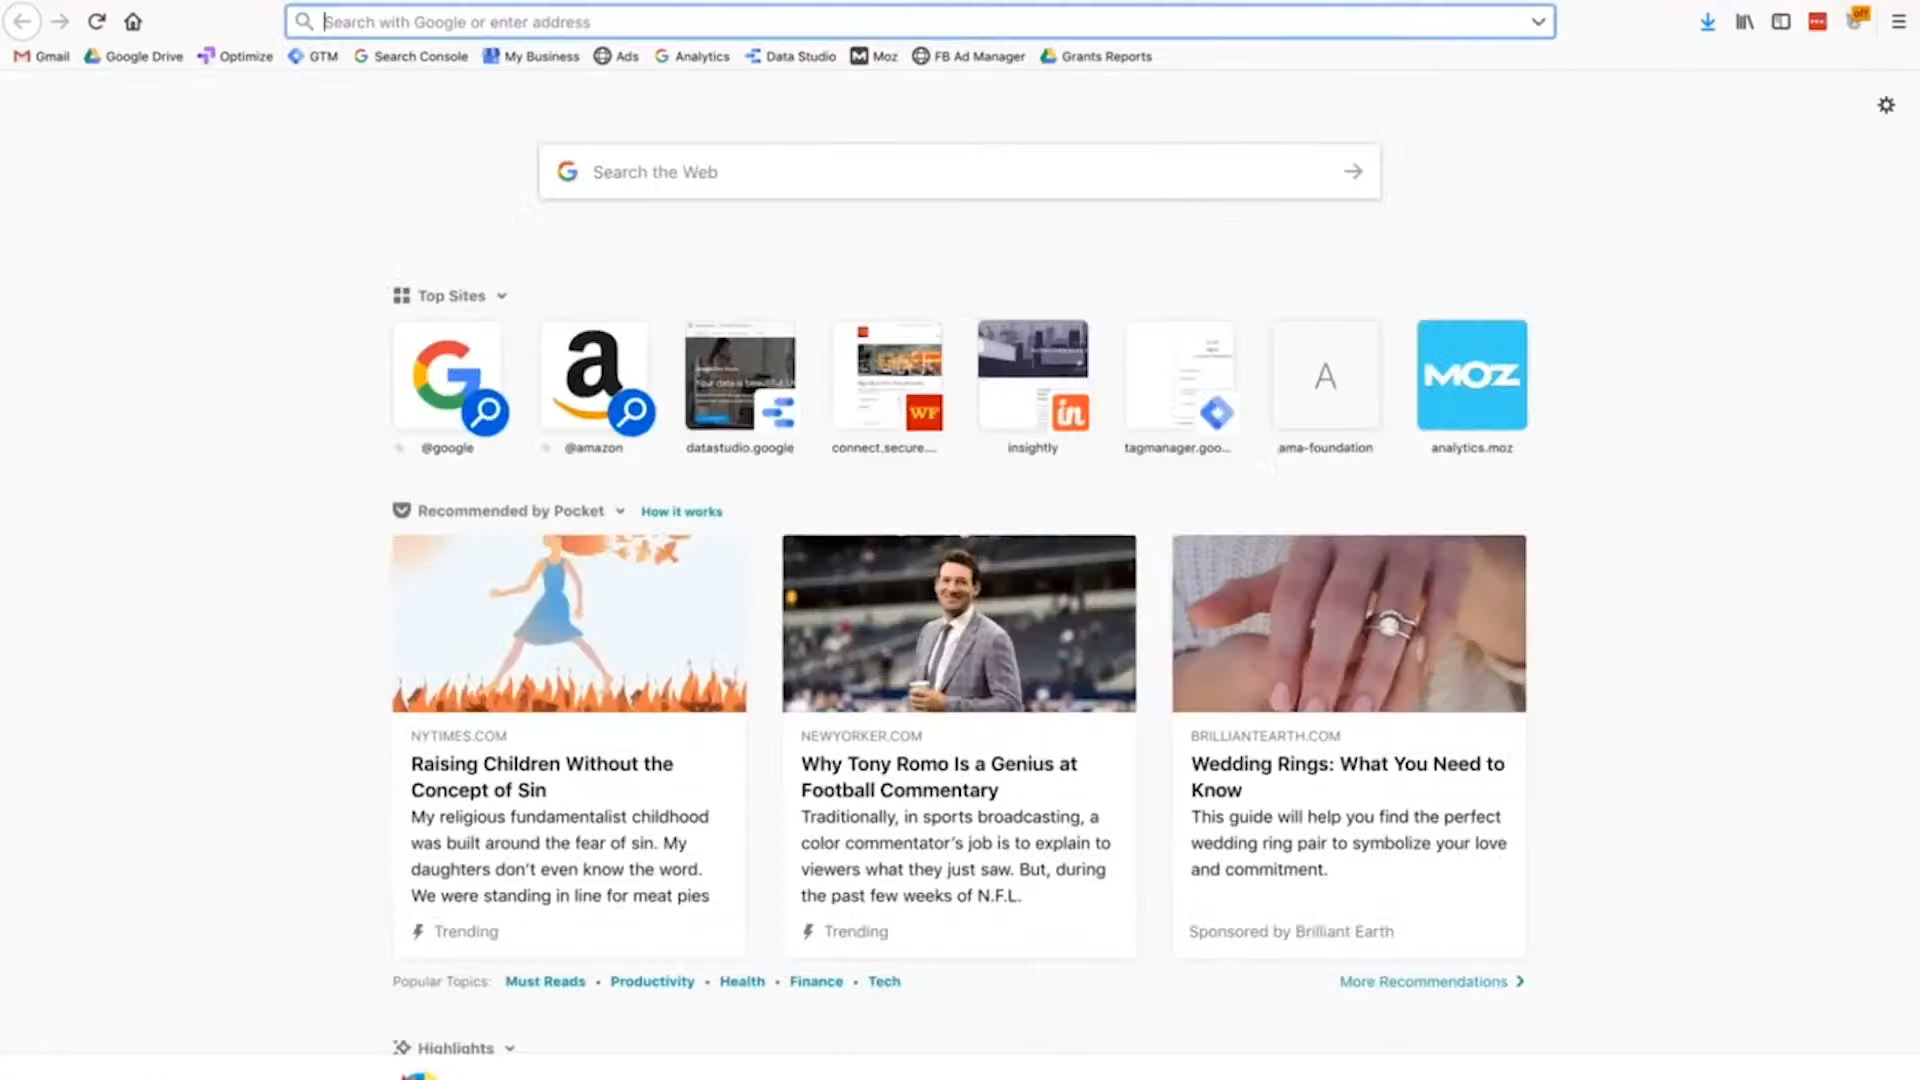 Search with Google or enter address
off
Gmail Google Drive Optimize GTM Search Console My Business Ads Analytics Data Studio Moz FB Ad Manager Grants Reports
Search the Web
Top Sites
a
WF
in
A
MOZ
@google @amazon datastudio.google connect.secure.... insightly tagmanager.goo... ama-foundation analytics.moz
Recommended by Pocket How it works
NYTIMES.COM
Raising Children Without the
Concept of Sin
My religious fundamentalist childhood
was built around the fear of sin. My
daughters don't even know the word.
We were standing in line for meat pies
Trending
NEWYORKER.COM
Why Tony Romo Is a Genius at
Football Commentary
Traditionally, in sports broadcasting, a
color commentator's job is to explain to
viewers what they just saw. But, during
the past few weeks of N.F.L.
Trending
BRILLIANTEARTH.COM
Wedding Rings: What You Need to
Know
This guide will help you find the perfect
wedding ring pair to symbolize your love
and commitment.
Sponsored by Brilliant Earth
Popular Topics: Must Reads • Productivity • Health • Finance • Tech
More Recommendations
Highlights